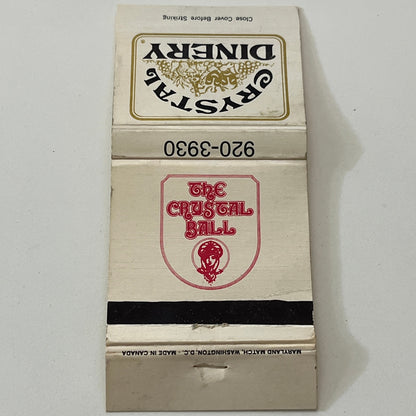 Close Cover Before Striking
CRYSTAL
DINERY
®
920-3930
THE
CRYSTAL
BALL
MARYLAND MATCH, WASHINGTON, D.C. - MADE IN CANADA